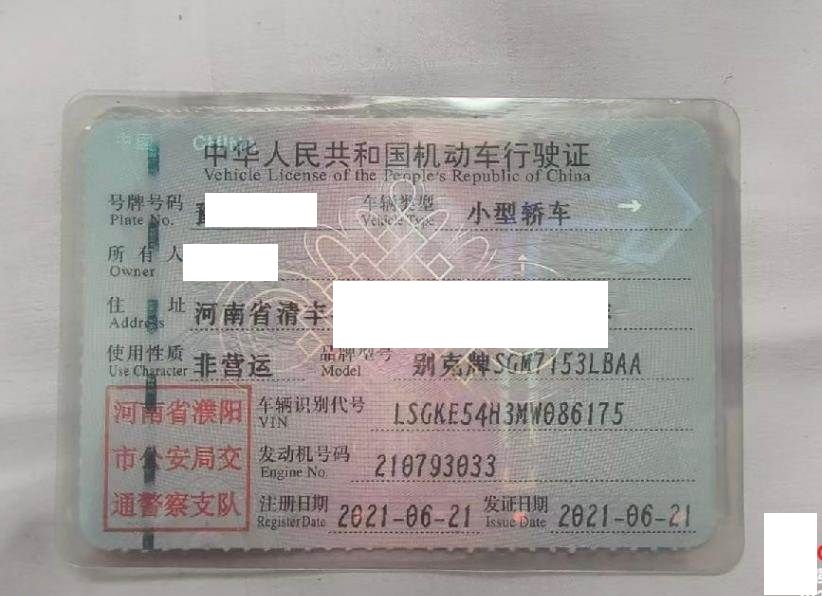 中国 CHINA
中华人民共和国机动车行驶证
Vehicle License of the People's Republic of China
号牌号码 豫 车辆类型 小型轿车
Plate No. Vehicle Type
所有人
Owner
住址 河南省清丰
Address
使用性质 非营运 品牌型号 别克牌SGM7153LBAA
Use Character Model
河南省濮阳
市公安局交
通警察支队
车辆识别代号 LSGKE54H3MW086175
VIN
发动机号码 210793033
Engine No.
注册日期 2021-06-21 发证日期 2021-06-21
Register Date Issue Date